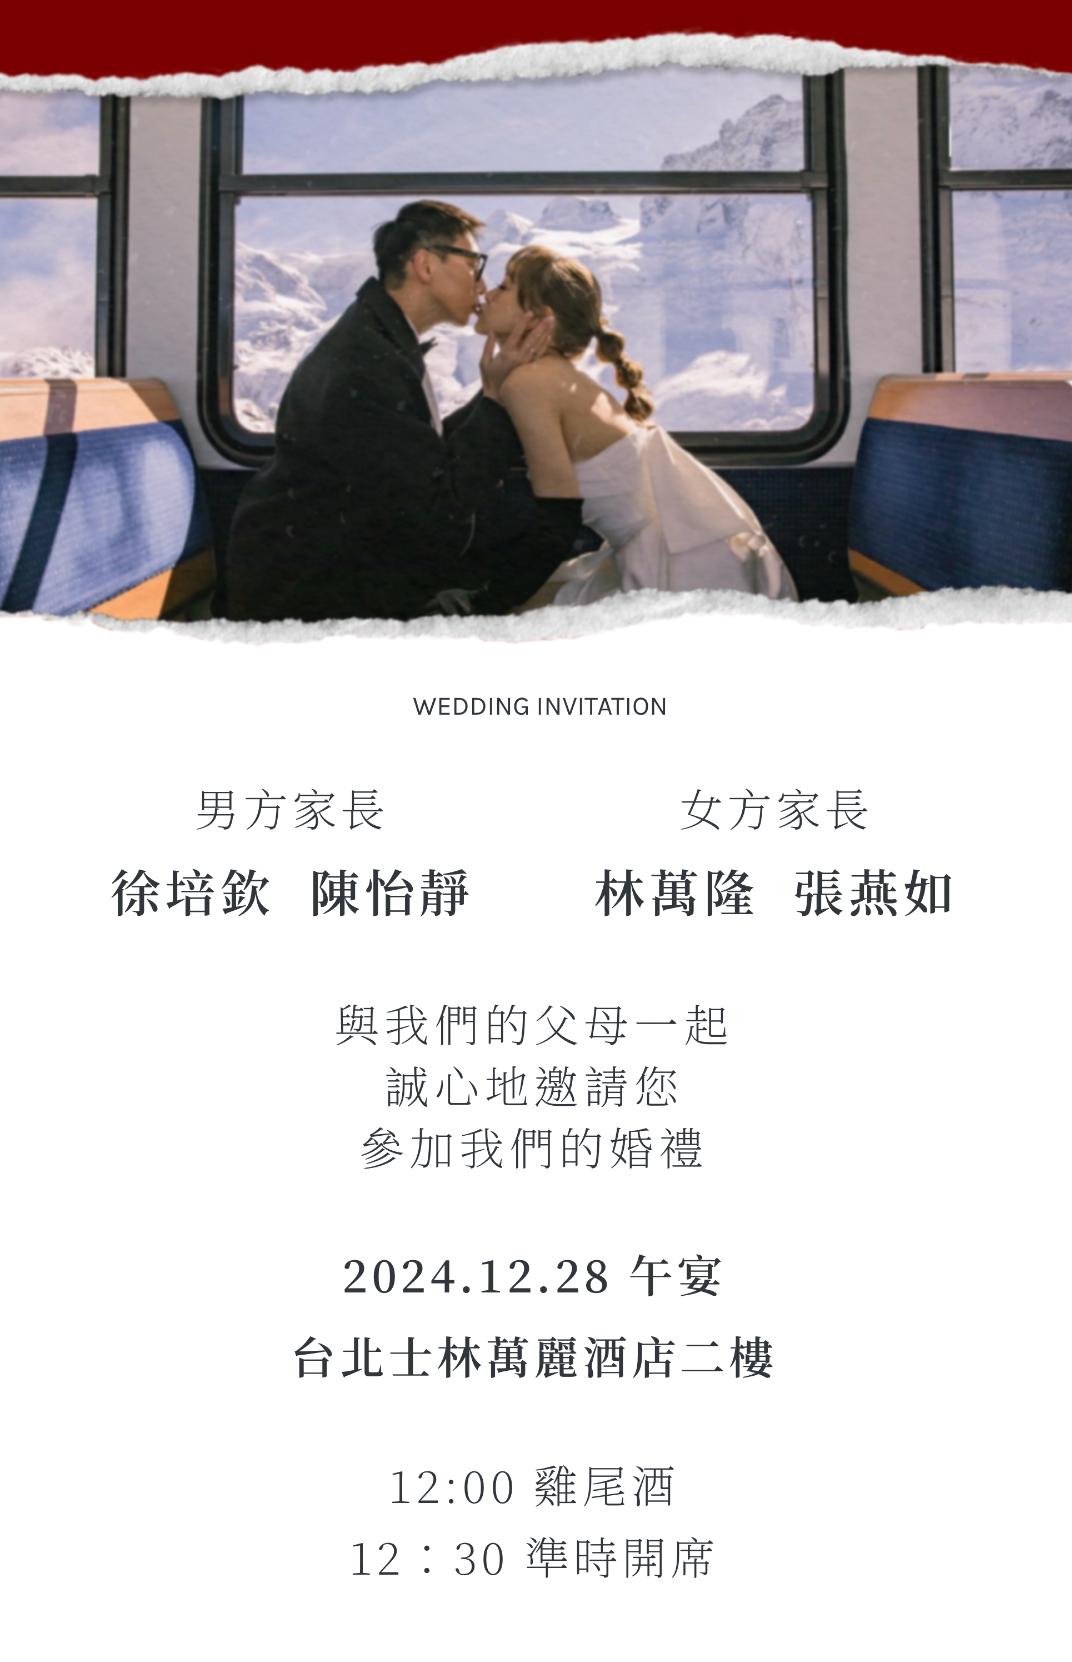 WEDDING INVITATION
男方家長 女方家長
徐培欽 陳怡靜 林萬隆 張燕如
與我們的父母一起
誠心地邀請您
參加我們的婚禮
2024.12.28 午宴
台北士林萬麗酒店二樓
12:00 雞尾酒
12：30 準時開席